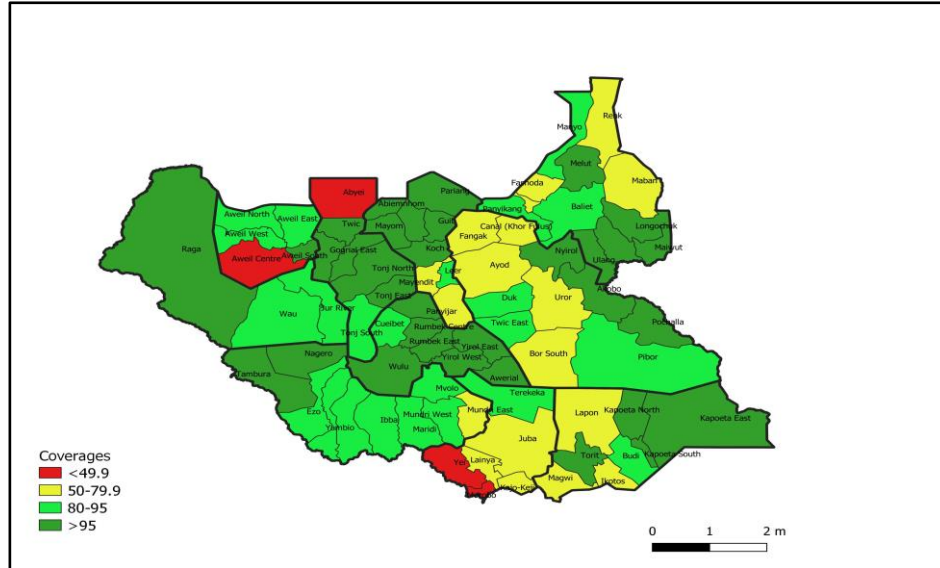 Renk
Manyo
Melut
Maban
Fashoda
Abyei
Pariang
Panyikang
Baliet
Abiemnhom
Aweil North
Aweil East
Twic
Mayom
Guit
Canal (Khor Fulus)
Longochuk
Aweil West
Fangak
Maiwut
Raga
Gogrial East
Koch
Nyirol
Ulang
Aweil Centre
Aweil South
Tonj North
Leer
Ayod
Mayendit
Akobo
Tonj East
Duk
Uror
Wau
Jur River
Panyijar
Pochalla
Cueibet
Rumbek Centre
Twic East
Tonj South
Rumbek East
Yirol East
Nagero
Yirol West
Bor South
Pibor
Tambura
Wulu
Awerial
Mvolo
Terekeka
Ezo
Mundri West
Mundri East
Lapon
Kapoeta North
Kapoeta East
Yambio
Ibba
Maridi
Juba
Torit
Budi
Kapoeta South
Yei
Lainya
Magwi
Ikotos
Kajo-Keji
Coverages
<49.9
50-79.9
80-95
>95
0 1 2 m